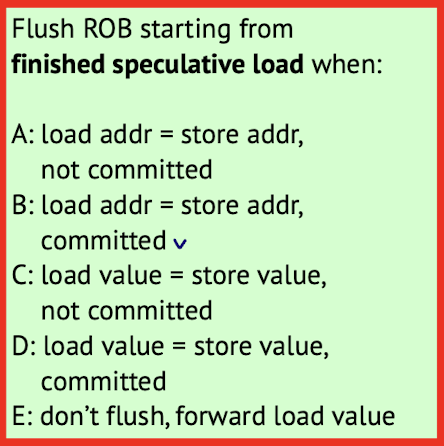 Flush ROB starting from
finished speculative load when:
A: load addr = store addr,
not committed
B: load addr = store addr,
committed
C: load value = store value,
not committed
D: load value = store value,
committed
E: don’t flush, forward load value